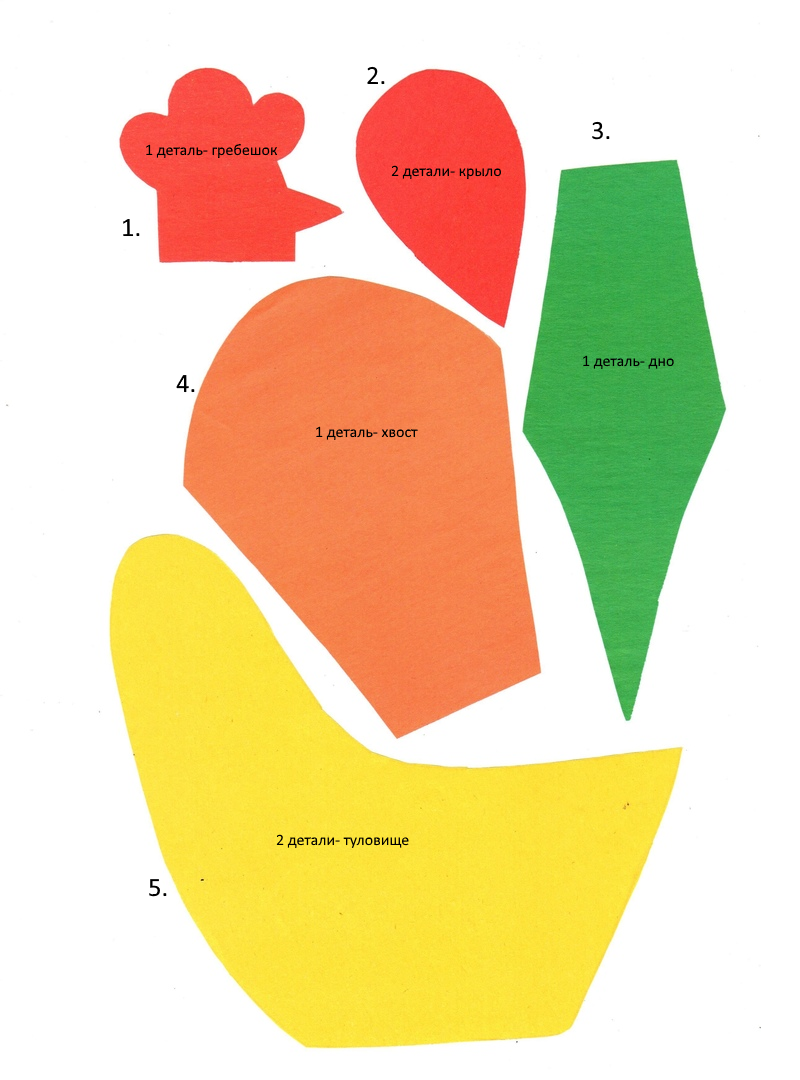 2.
3.
1 деталь- гребешок
2 детали- крыло
1.
1 деталь- дно
4.
1 деталь- хвост
2 детали- туловище
5.